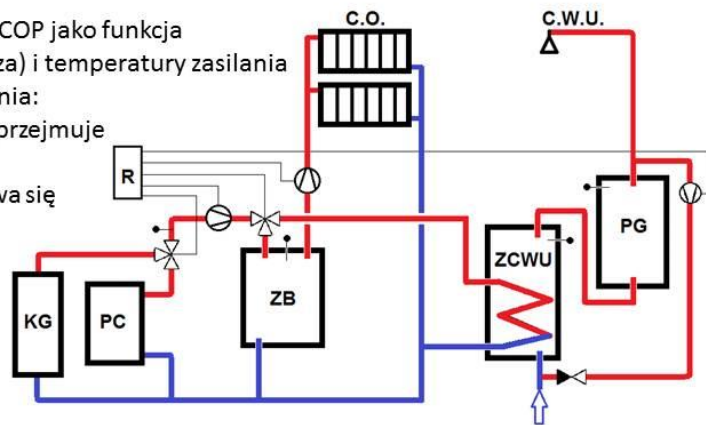 COP jako funkcja
za) i temperatury zasilania
nia:
przejmuje
wa się
C.O.
C.W.U.
R
KG
PC
ZB
ZCWU
PG